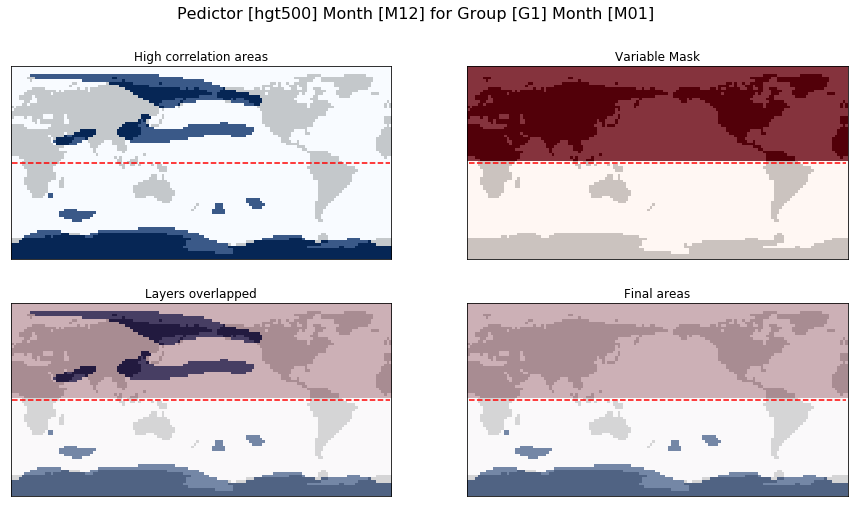 Pedictor [hgt500] Month [M12] for Group [G1] Month [M01]
High correlation areas
Variable Mask
Layers overlapped
Final areas